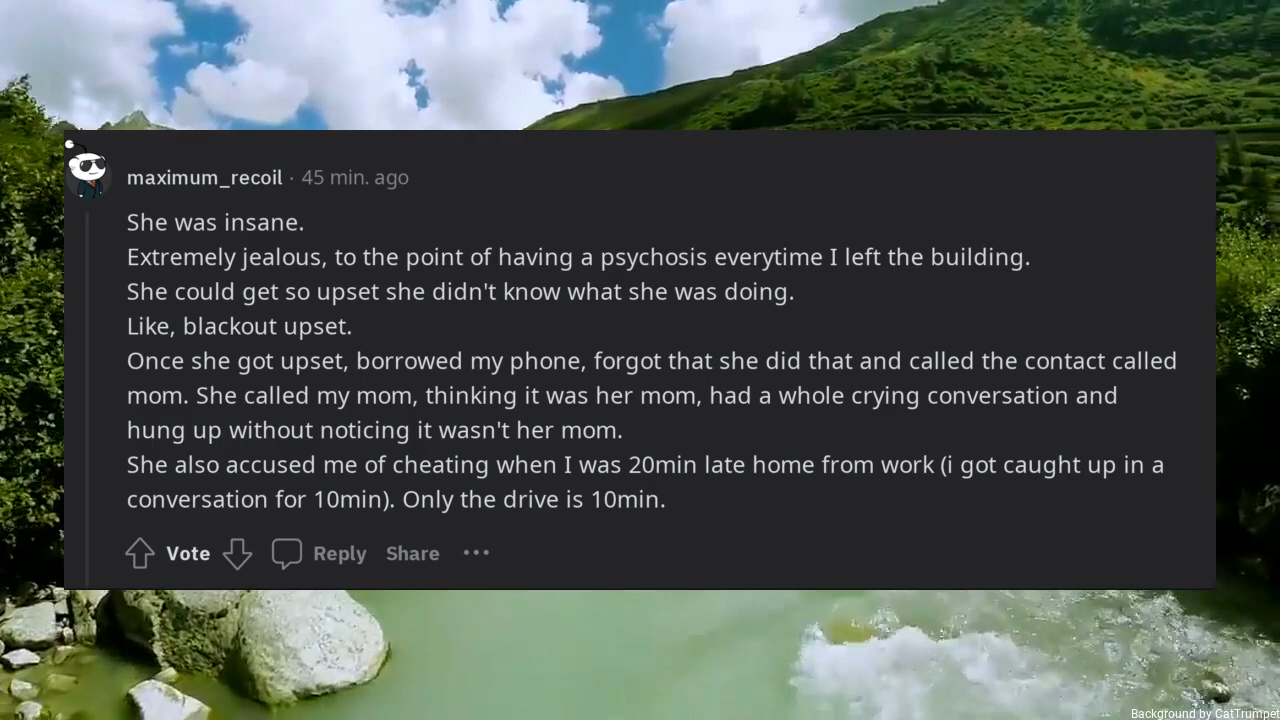 maximum_recoil · 45 min. ago
She was insane.
Extremely jealous, to the point of having a psychosis everytime I left the building.
She could get so upset she didn't know what she was doing.
Like, blackout upset.
Once she got upset, borrowed my phone, forgot that she did that and called the contact called
mom. She called my mom, thinking it was her mom, had a whole crying conversation and
hung up without noticing it wasn't her mom.
She also accused me of cheating when I was 20min late home from work (i got caught up in a
conversation for 10min). Only the drive is 10min.
Vote Reply Share ···
Background by CatTrumpet